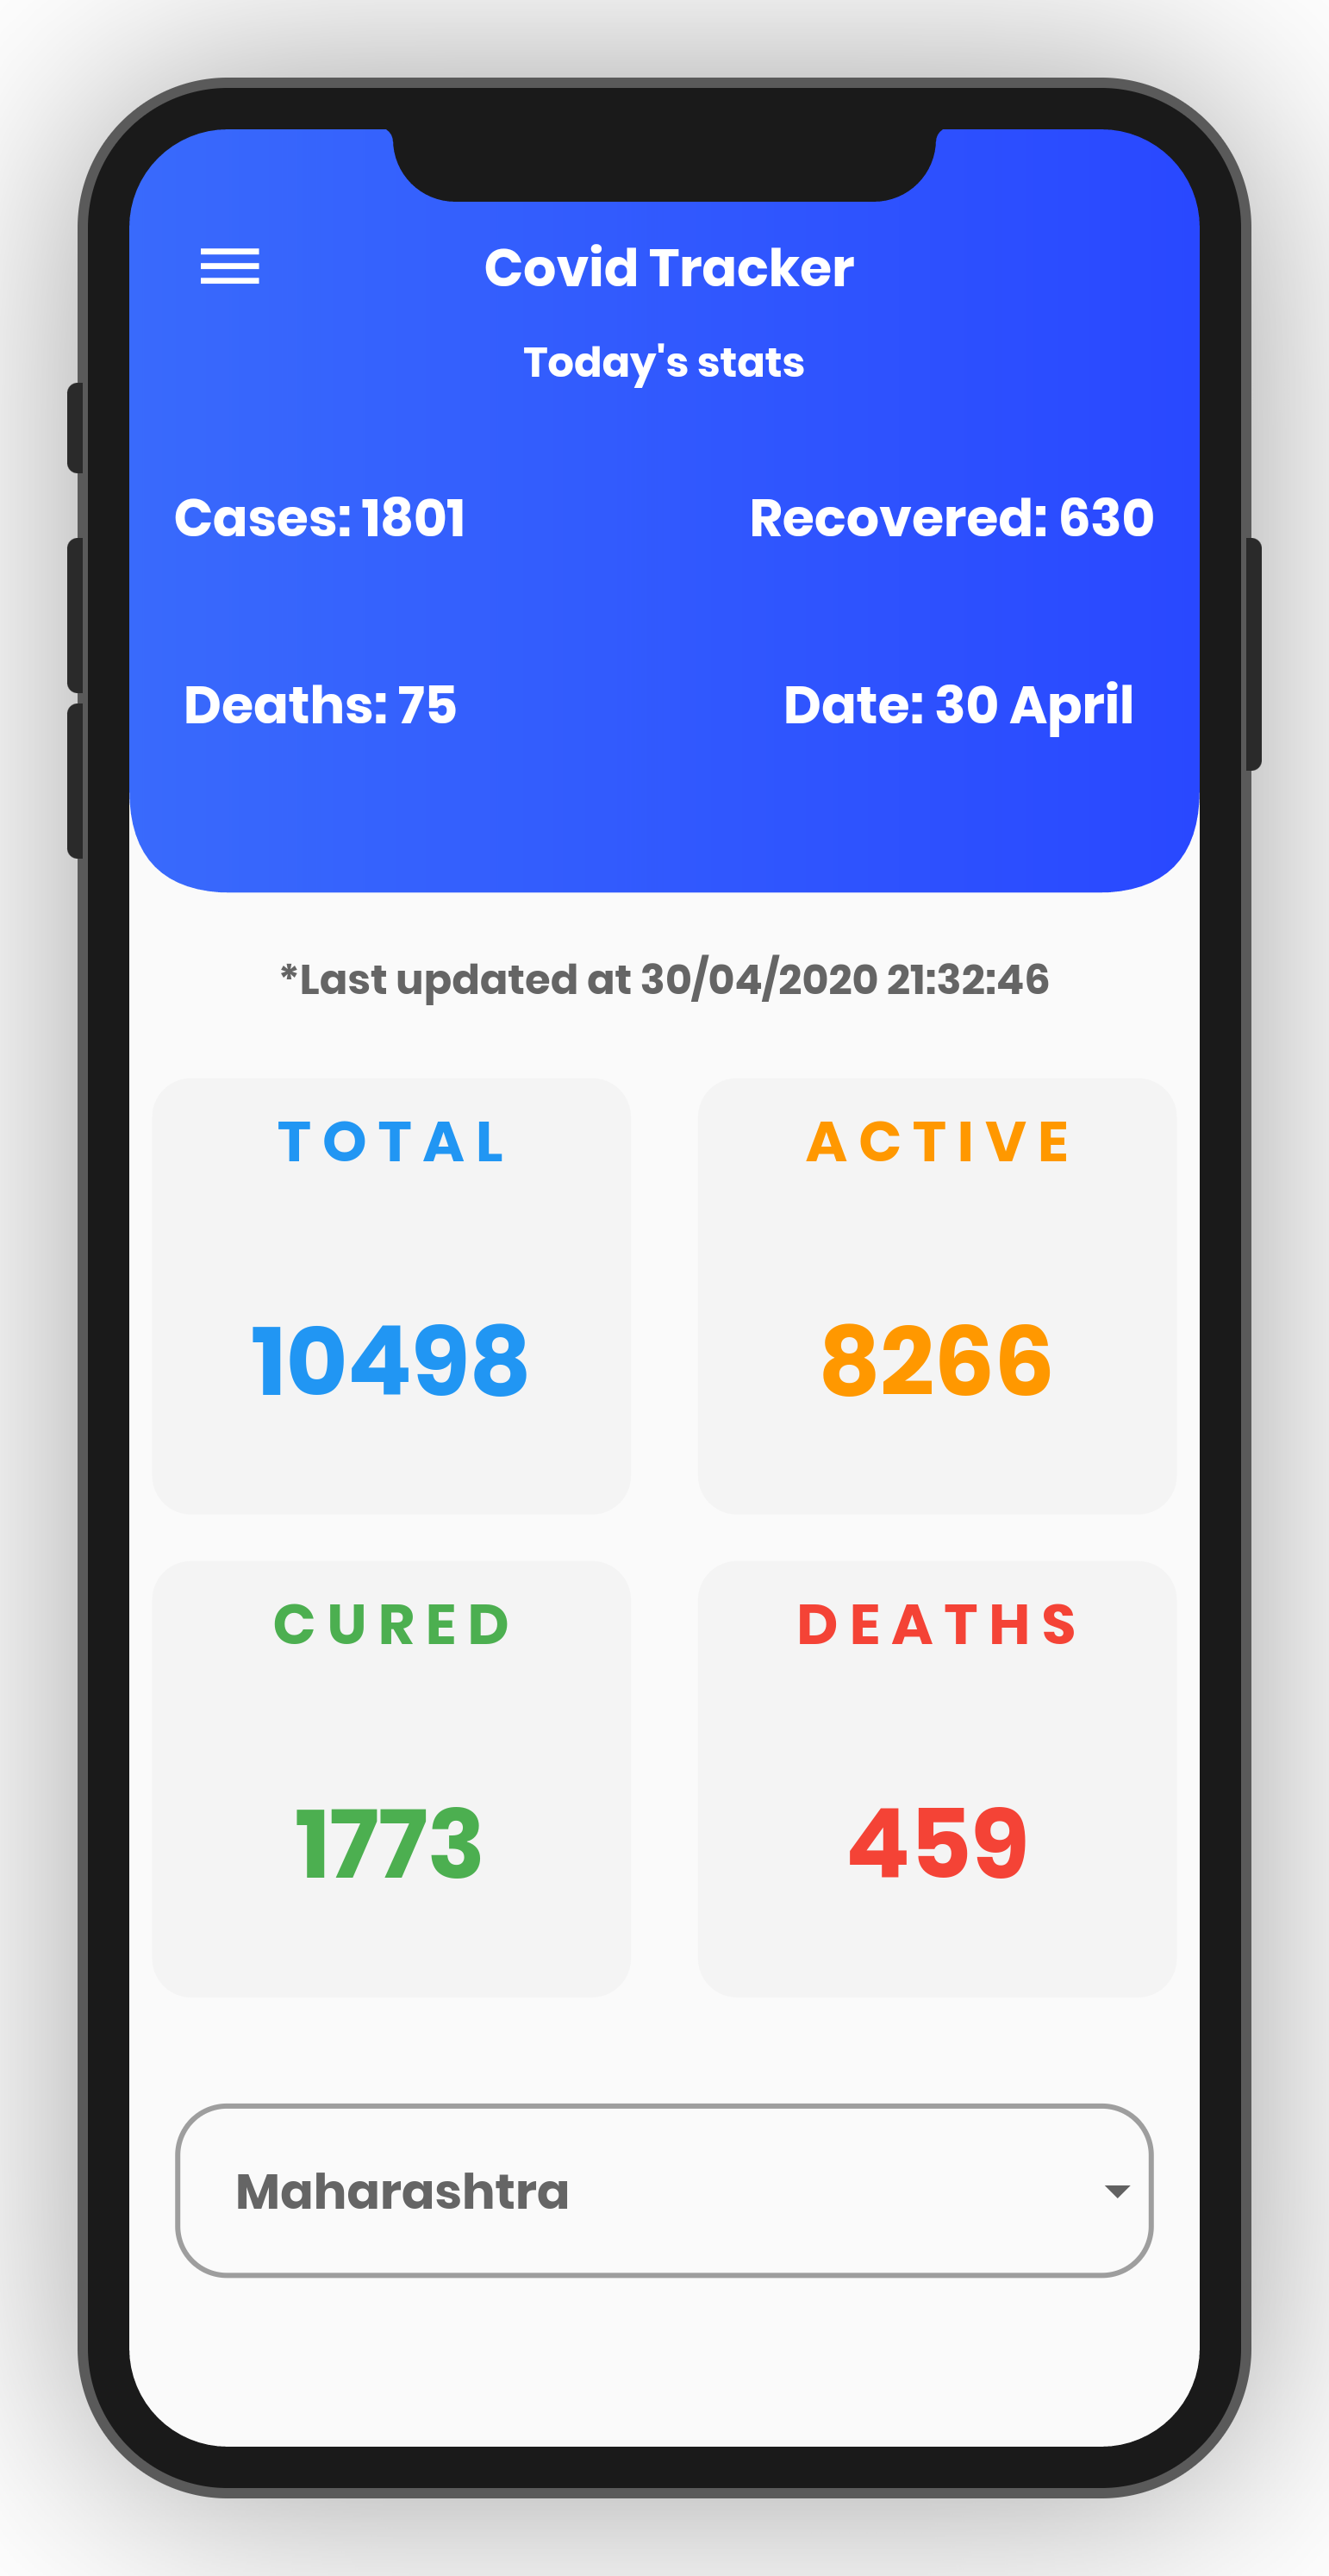 Covid Tracker
Today's stats
Cases: 1801 Recovered: 630
Deaths: 75 Date: 30 April
*Last updated at 30/04/2020 21:32:46
TOTAL ACTIVE
10498 8266
CURED DEATHS
1773 459
Maharashtra